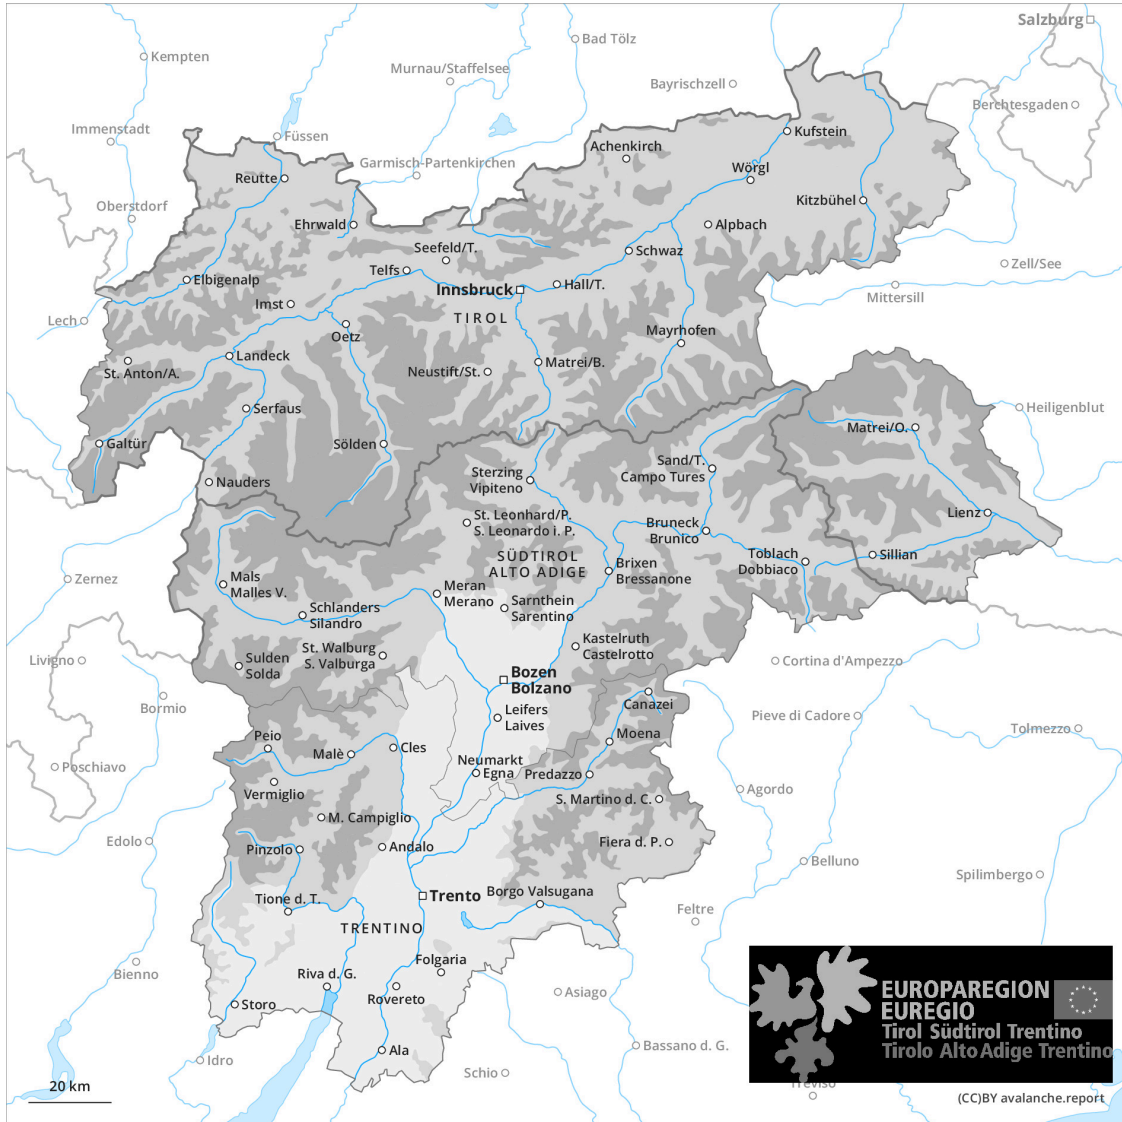 Salzburg
Bad Tölz
Kempten
Murnau/Staffelsee
Bayrischzell
Berchtesgaden
Immenstadt
Füssen
Kufstein
Achenkirch
Garmisch-Partenkirchen
Wörgl
Reutte
Kitzbühel
Oberstdorf
Ehrwald
Alpbach
Seefeld/T.
Schwaz
Zell/See
Telfs
Elbigenalp
Hall/T.
Innsbruck
Mittersill
Imst
Lech
TIROL
Oetz
Mayrhofen
Landeck
Matrei/B.
St. Anton/A.
Neustift/St.
Serfaus
Heiligenblut
Matrei/O.
Galtür
Sölden
Sand/T.
Campo Tures
Sterzing
Vipiteno
Nauders
Lienz
St. Leonhard/P.
S. Leonardo i. P.
Bruneck
Brunico
SÜDTIROL
ALTO ADIGE
Toblach
Dobbiaco
Sillian
Brixen
Bressanone
Zernez
Mals
Malles V.
Meran
Merano
Sarnthein
Sarentino
Schlanders
Silandro
Kastelruth
Castelrotto
St. Walburg
S. Valburga
Livigno
Sulden
Solda
Cortina d'Ampezzo
Bozen
Bolzano
Bormio
Canazei
Leifers
Laives
Pieve di Cadore
Tolmezzo
Peio
Moena
Malè
Cles
Neumarkt
Egna
Predazzo
Poschiavo
Vermiglio
Agordo
S. Martino d. C.
M. Campiglio
Edolo
Pinzolo
Andalo
Fiera d. P.
Belluno
Spilimbergo
Trento
Borgo Valsugana
Tione d. T.
Feltre
TRENTINO
Folgaria
Bienno
Riva d. G.
Rovereto
Asiago
Storo
EUROPAREGION
EUREGIO
Tirol Südtirol Trentino
Tirolo Alto Adige Trentino
Idro
Ala
Bassano d. G.
Schio
Treviso
20 km
(CC)BY avalanche.report